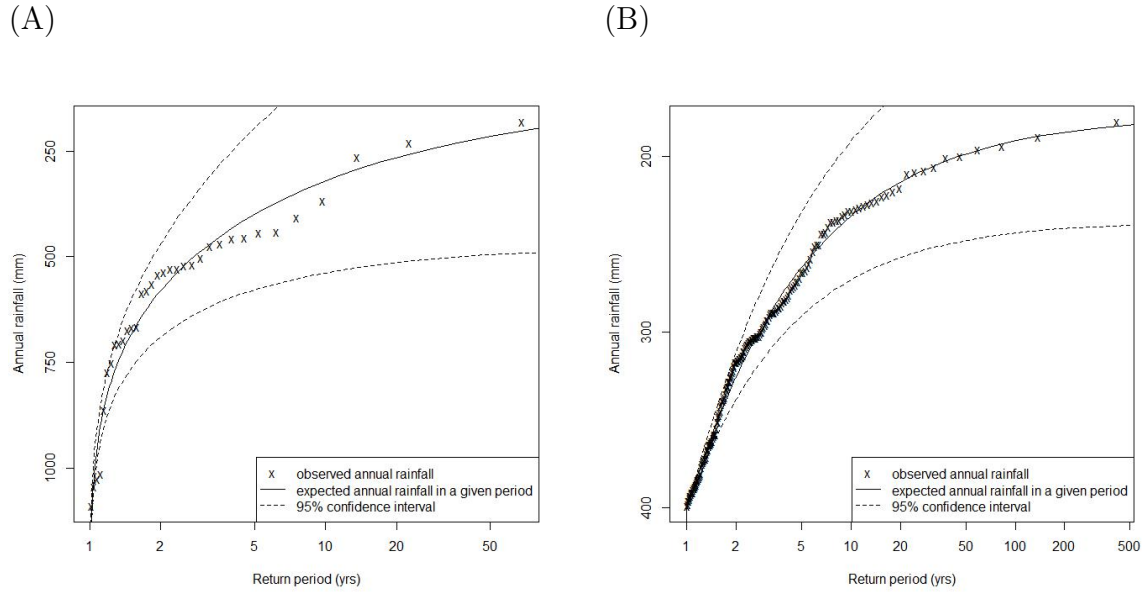 (A)
(B)
Annual rainfall (mm)
250
500
750
1000
x observed annual rainfall
expected annual rainfall in a given period
95% confidence interval
1 2 5 10 20 50
Return period (yrs)
Annual rainfall (mm)
200
300
400
x observed annual rainfall
expected annual rainfall in a given period
95% confidence interval
1 2 5 10 20 50 100 200 500
Return period (yrs)